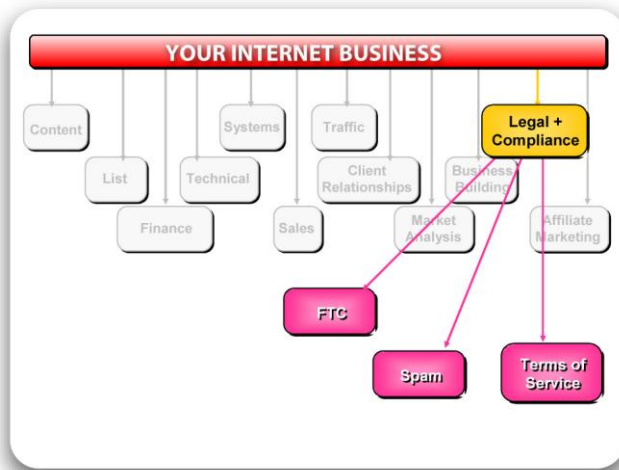 YOUR INTERNET BUSINESS
Content
Systems
Traffic
Legal +
Compliance
List
Technical
Client
Relationships
Business
Building
Finance
Sales
Market
Analysis
Affiliate
Marketing
FTC
Spam
Terms of
Service